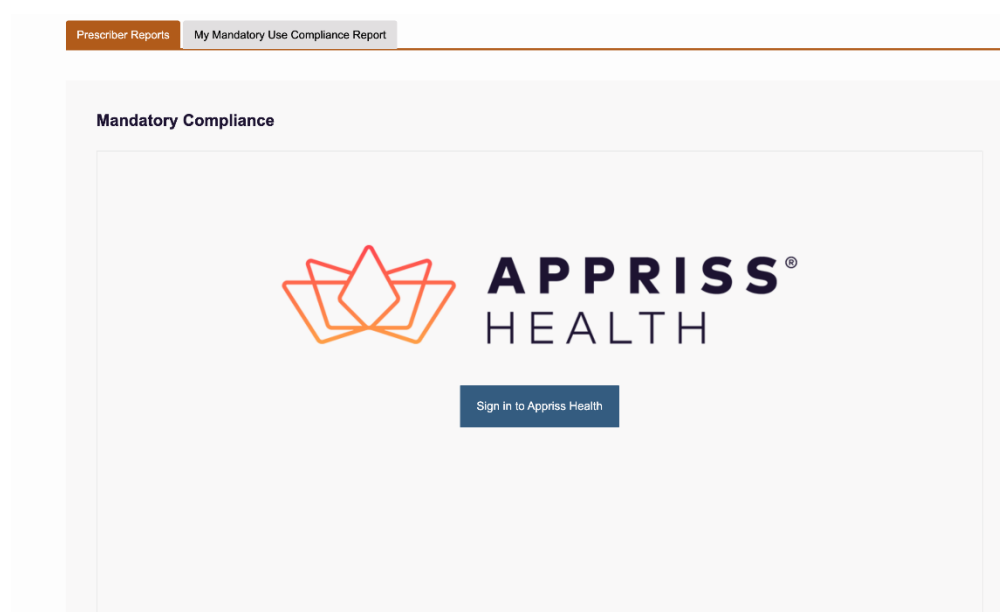 Prescriber Reports
My Mandatory Use Compliance Report
Mandatory Compliance
APPRISS®
HEALTH
Sign in to Appriss Health